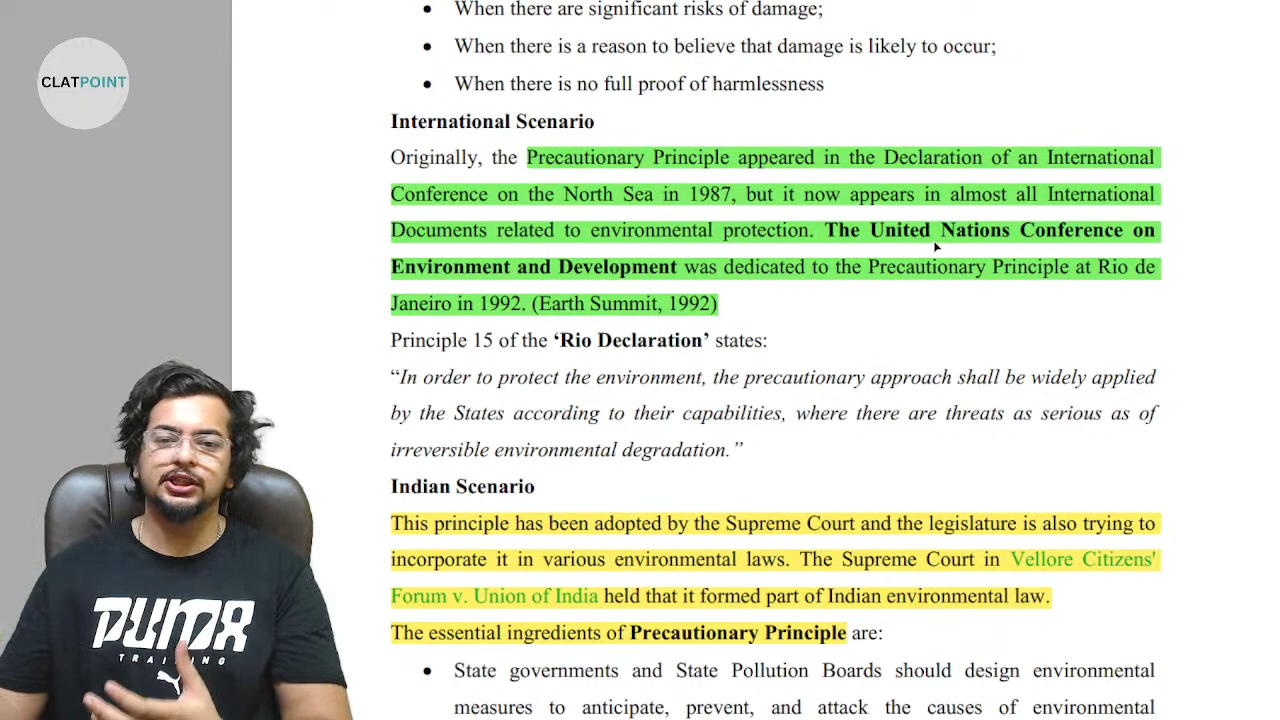 When there are significant risks of damage;
CLATPOINT
When there is a reason to believe that damage is likely to occur;
When there is no full proof of harmlessness
International Scenario
Originally, the Precautionary Principle appeared in the Declaration of an International
Conference on the North Sea in 1987, but it now appears in almost all International
Documents related to environmental protection. The United Nations Conference on
Environment and Development was dedicated to the Precautionary Principle at Rio de
Janeiro in 1992. (Earth Summit, 1992)
Principle 15 of the ‘Rio Declaration’ states:
“In order to protect the environment, the precautionary approach shall be widely applied
by the States according to their capabilities, where there are threats as serious as of
irreversible environmental degradation.”
Indian Scenario
This principle has been adopted by the Supreme Court and the legislature is also trying to
incorporate it in various environmental laws. The Supreme Court in Vellore Citizens'
Forum v. Union of India held that it formed part of Indian environmental law.
The essential ingredients of Precautionary Principle are:
State governments and State Pollution Boards should design environmental
measures to anticipate, prevent, and attack the causes of environmental
PUMA
TRAINING